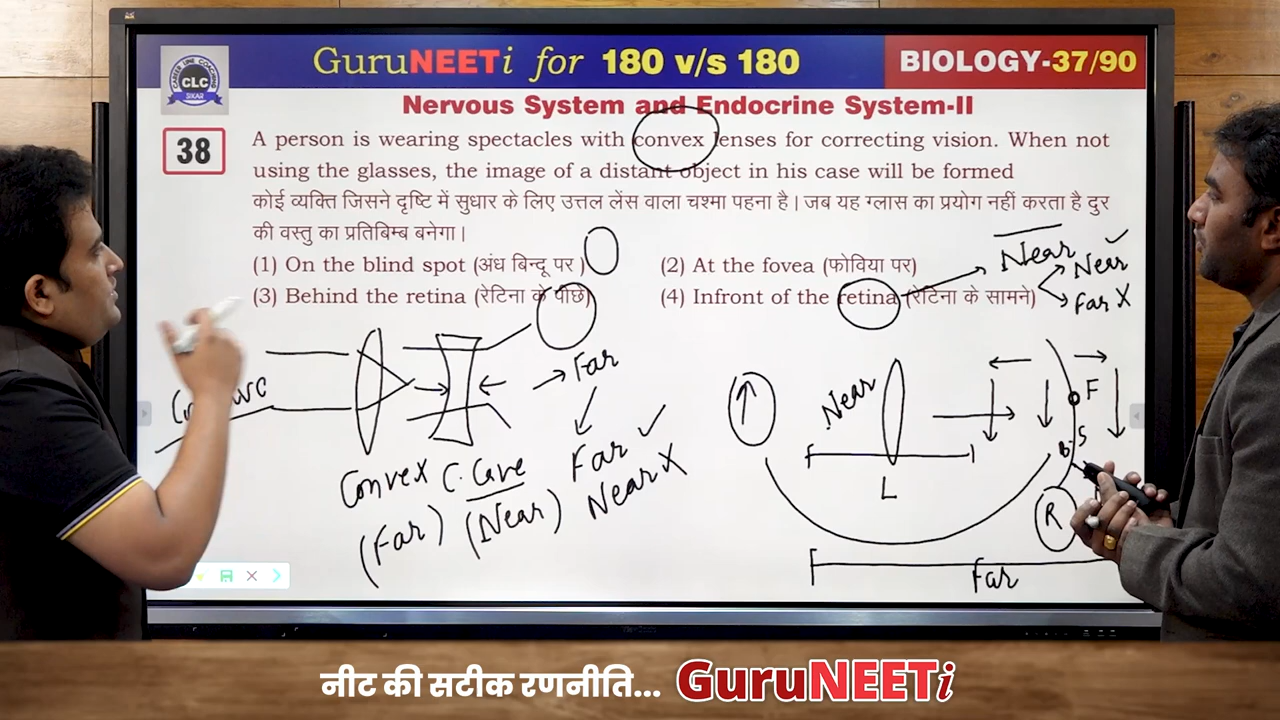 GuruNEETi for 180 v/s 180
BIOLOGY-37/90
CAREER LINE COACHING
CLC
SIKAR
Nervous System and Endocrine System-II
38
A person is wearing spectacles with convex lenses for correcting vision. When not
using the glasses, the image of a distant object in his case will be formed
कोई व्यक्ति जिसने दृष्टि में सुधार के लिए उत्तल लेंस वाला चश्मा पहना है। जब यह ग्लास का प्रयोग नहीं करता है दुर
की वस्तु का प्रतिबिम्ब बनेगा।
(1) On the blind spot (अंध बिन्दू पर )
(2) At the fovea (फोविया पर)
(3) Behind the retina (रेटिना के पीछे)
(4) Infront of the retina (रेटिना के सामने)
Near
Near ✓
Far X
Far
Far ✓
Near X
Convex
(Far)
C. Cave
(Near)
Near
L
F
B.S
R
Far
नीट की सटीक रणनीति... GuruNEETi